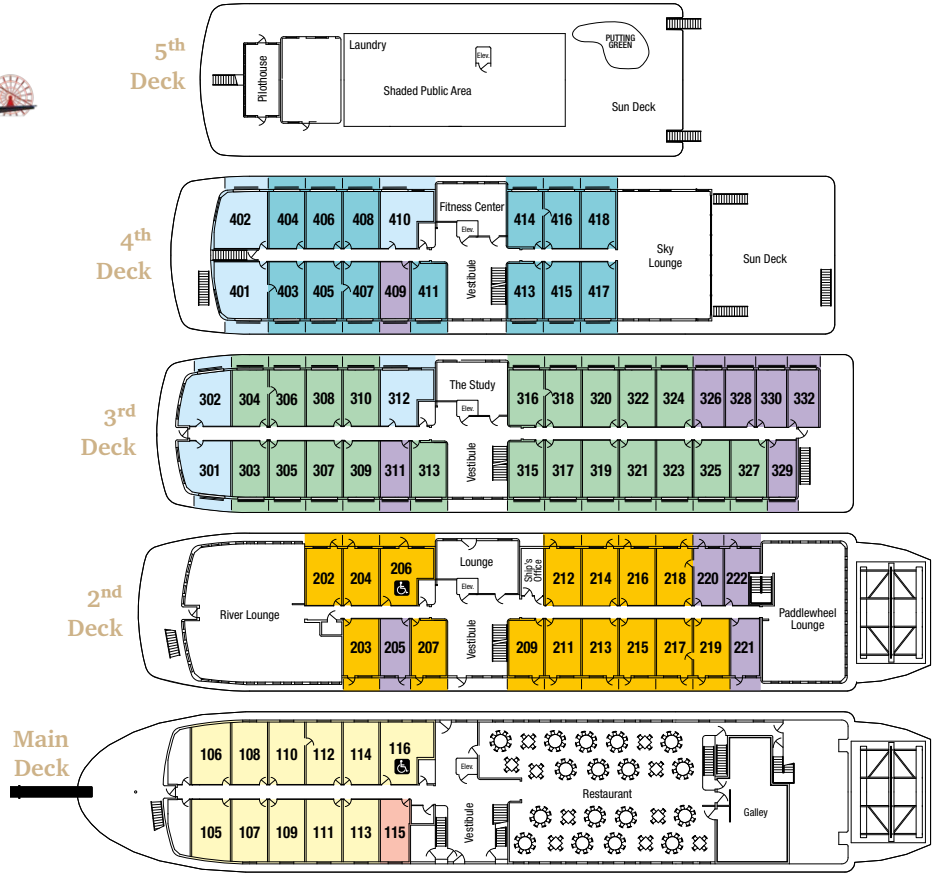 5th
Deck
Pilothouse
Laundry
Shaded Public Area
Elev.
PUTTING
GREEN
Sun Deck
4th
Deck
402 404 406 408 410 Fitness Center 414 416 418
Elev.
Vestibule
Sky
Lounge
Sun Deck
401 403 405 407 409 411 413 415 417
3rd
Deck
302 304 306 308 310 312 The Study 316 318 320 322 324 326 328 330 332
Elev.
Vestibule
301 303 305 307 309 311 313 315 317 319 321 323 325 327 329
2nd
Deck
River Lounge
202 204 206 Lounge
Elev.
Ship's
Office
212 214 216 218 220 222
Vestibule
Paddlewheel
Lounge
203 205 207 209 211 213 215 217 219 221
Main
Deck
106 108 110 112 114 116
Elev.
Vestibule
Restaurant
Galley
105 107 109 111 113 115